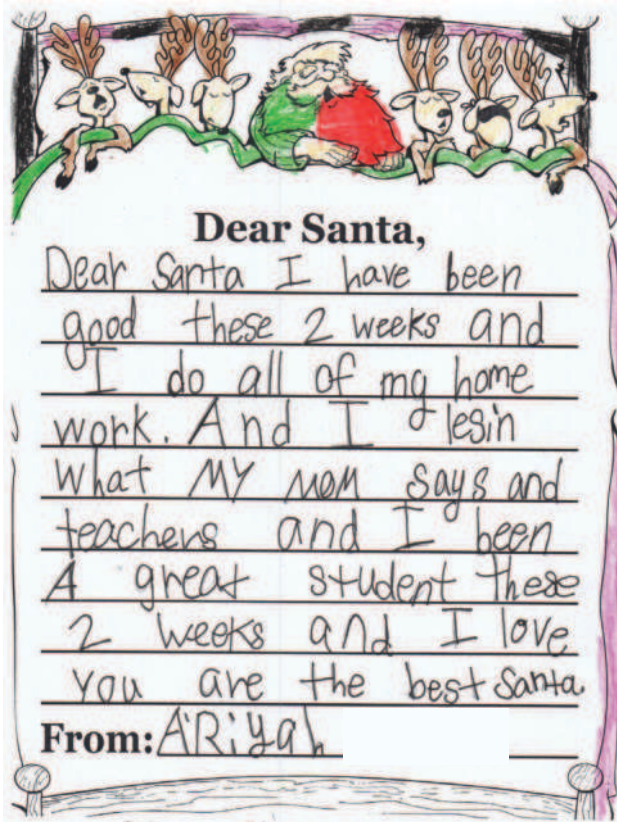 Dear Santa,
Dear Santa I have been
good these 2 weeks and
I do all of my home
work. And I lesin
What MY MOM says and
teachers and I been
A great student these
2 weeks and I love
you are the best Santa
From: A'Riyah